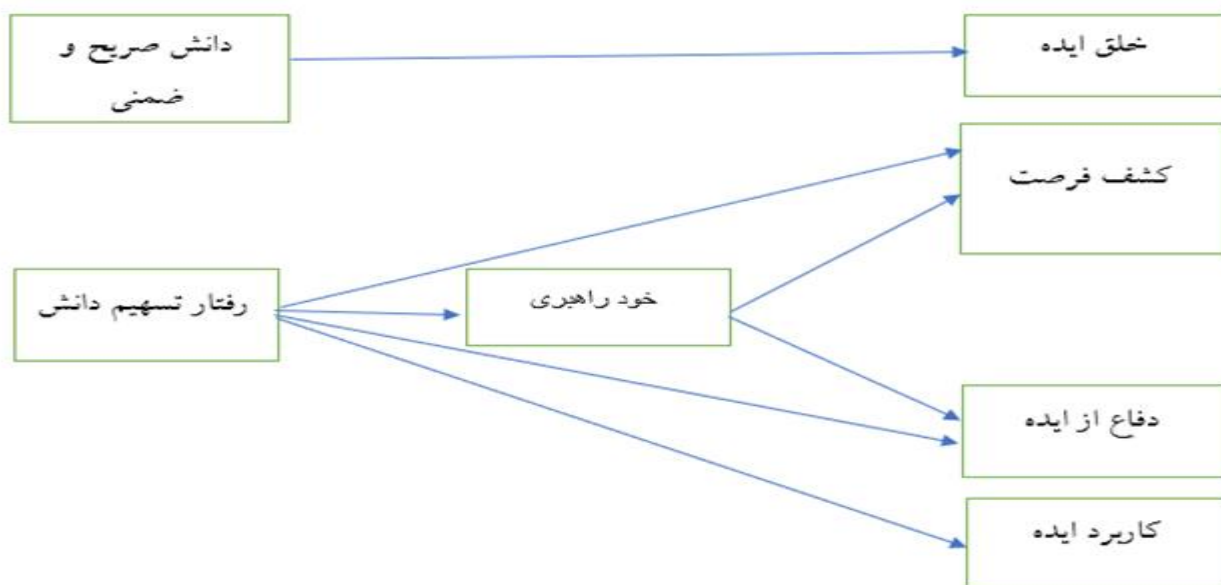 دانش صریح و
ضمنی
خلق ایده
کشف فرصت
رفتار تسهیم دانش
خود راهبری
دفاع از ایده
کاربرد ایده